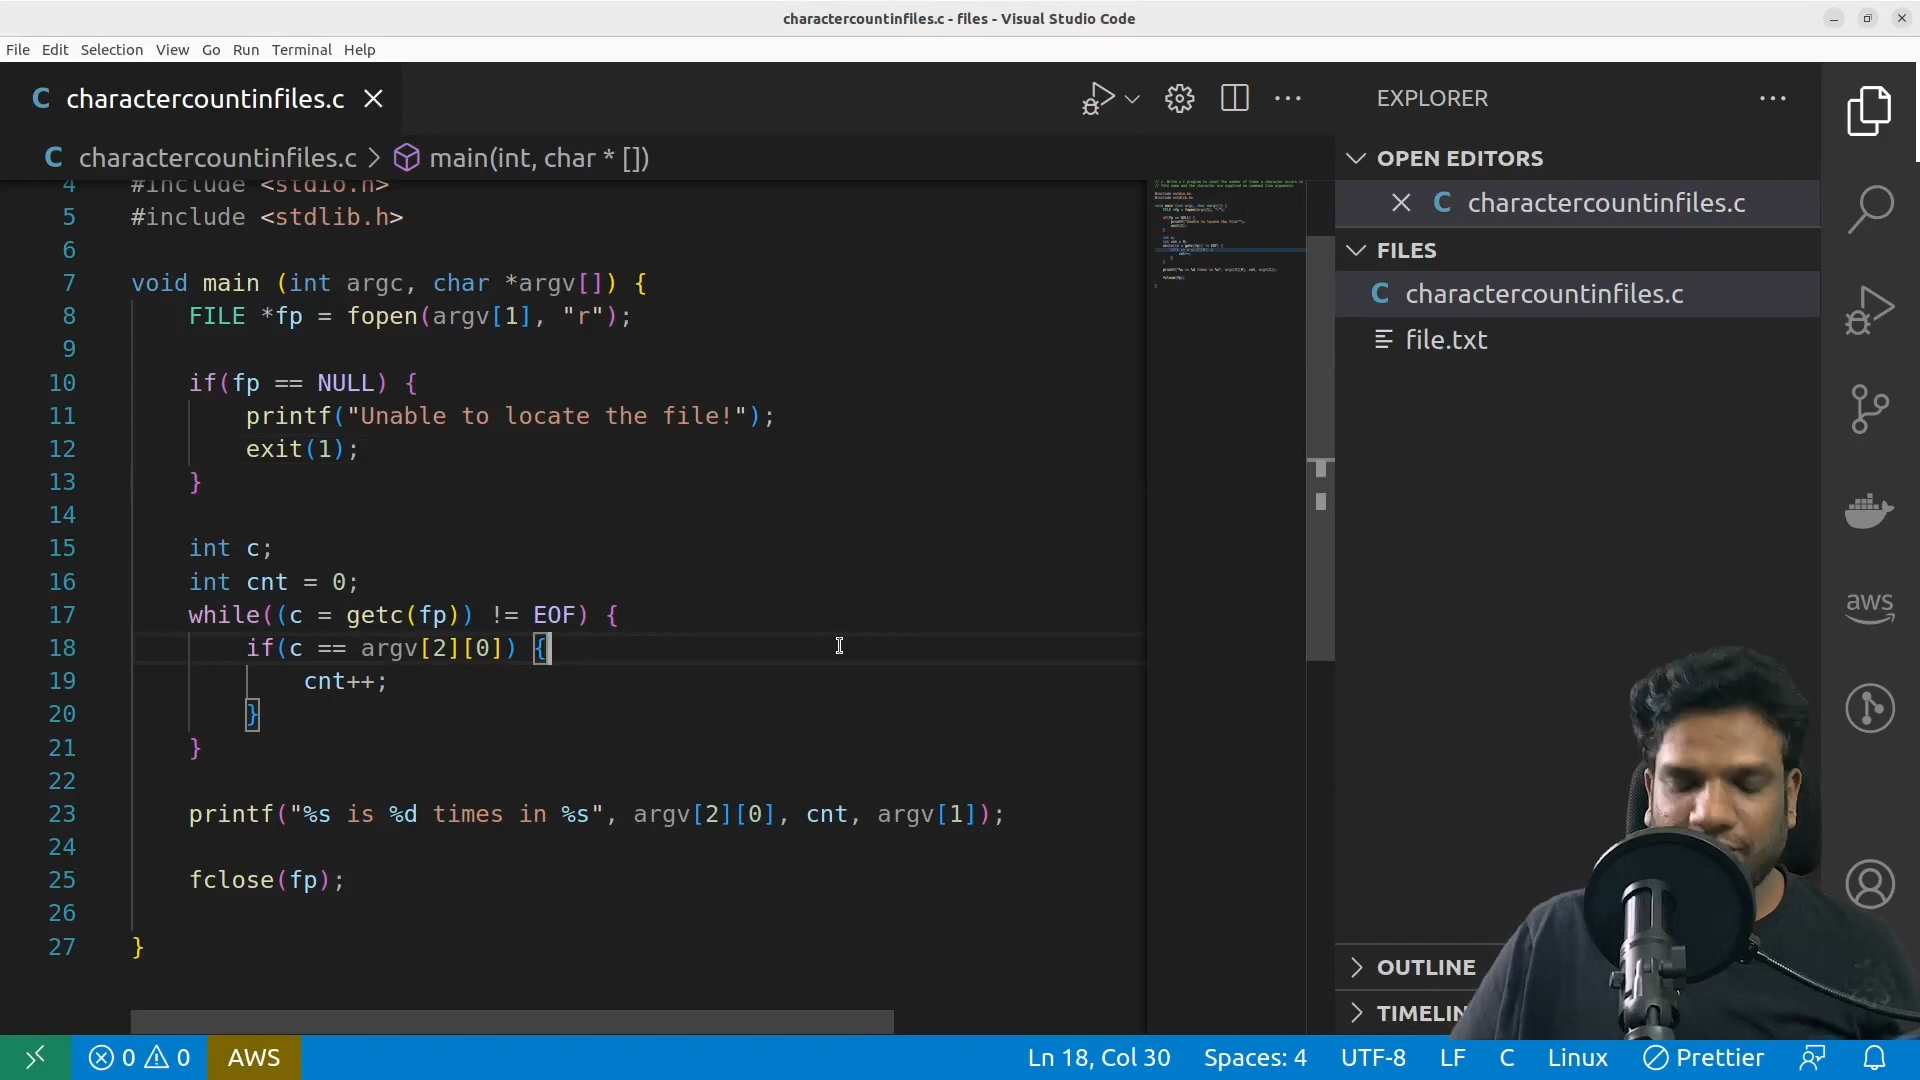 charactercountinfiles.c - files - Visual Studio Code
File Edit Selection View Go Run Terminal Help
C charactercountinfiles.c
C charactercountinfiles.c > main(int, char * [])
4 #include <stdio.h>
5 #include <stdlib.h>
6
7 void main (int argc, char *argv[]) {
8 FILE *fp = fopen(argv[1], "r");
9
10 if(fp == NULL) {
11 printf("Unable to locate the file!");
12 exit(1);
13 }
14
15 int c;
16 int cnt = 0;
17 while((c = getc(fp)) != EOF) {
18 if(c == argv[2][0]) {
19 cnt++;
20 }
21 }
22
23 printf("%s is %d times in %s", argv[2][0], cnt, argv[1]);
24
25 fclose(fp);
26
27 }
EXPLORER
OPEN EDITORS
C charactercountinfiles.c
FILES
C charactercountinfiles.c
file.txt
aws
OUTLINE
TIMELIN
0 0 AWS Ln 18, Col 30 Spaces: 4 UTF-8 LF C Linux Prettier